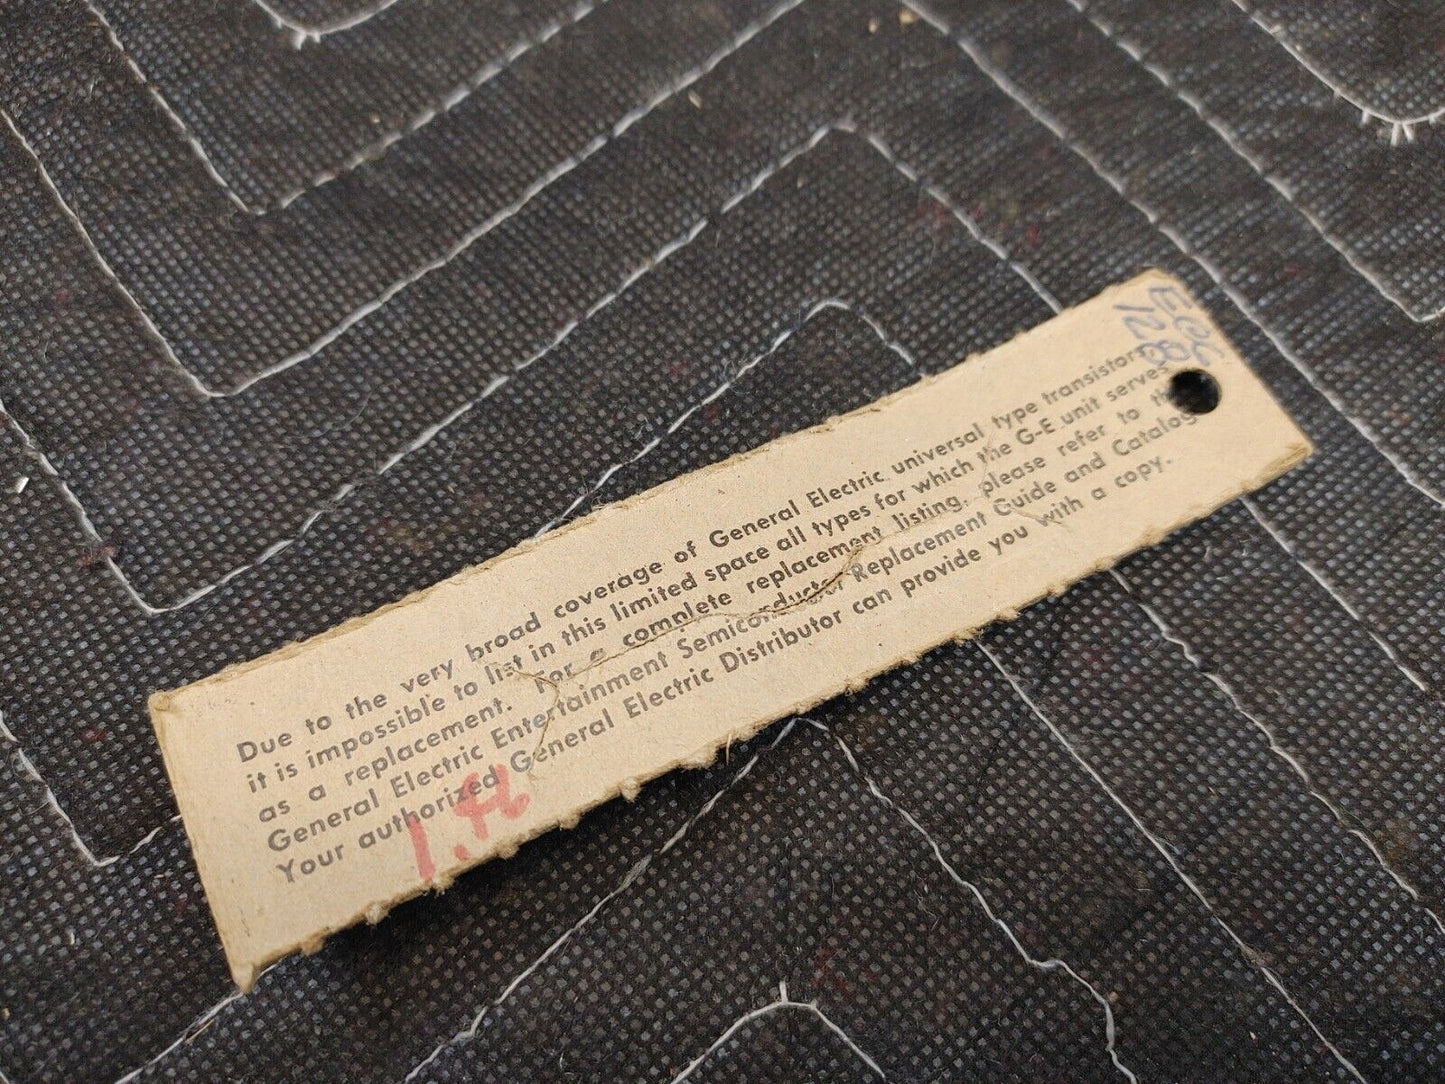 ECG
128
Due to the very broad coverage of General Electric universal type transistors
it is impossible to list in this limited space all types for which the G-E unit serves
as a replacement. For a complete replacement listing, please refer to the
General Electric Entertainment Semiconductor Replacement Guide and Catalog.
Your authorized General Electric Distributor can provide you with a copy.
1.46